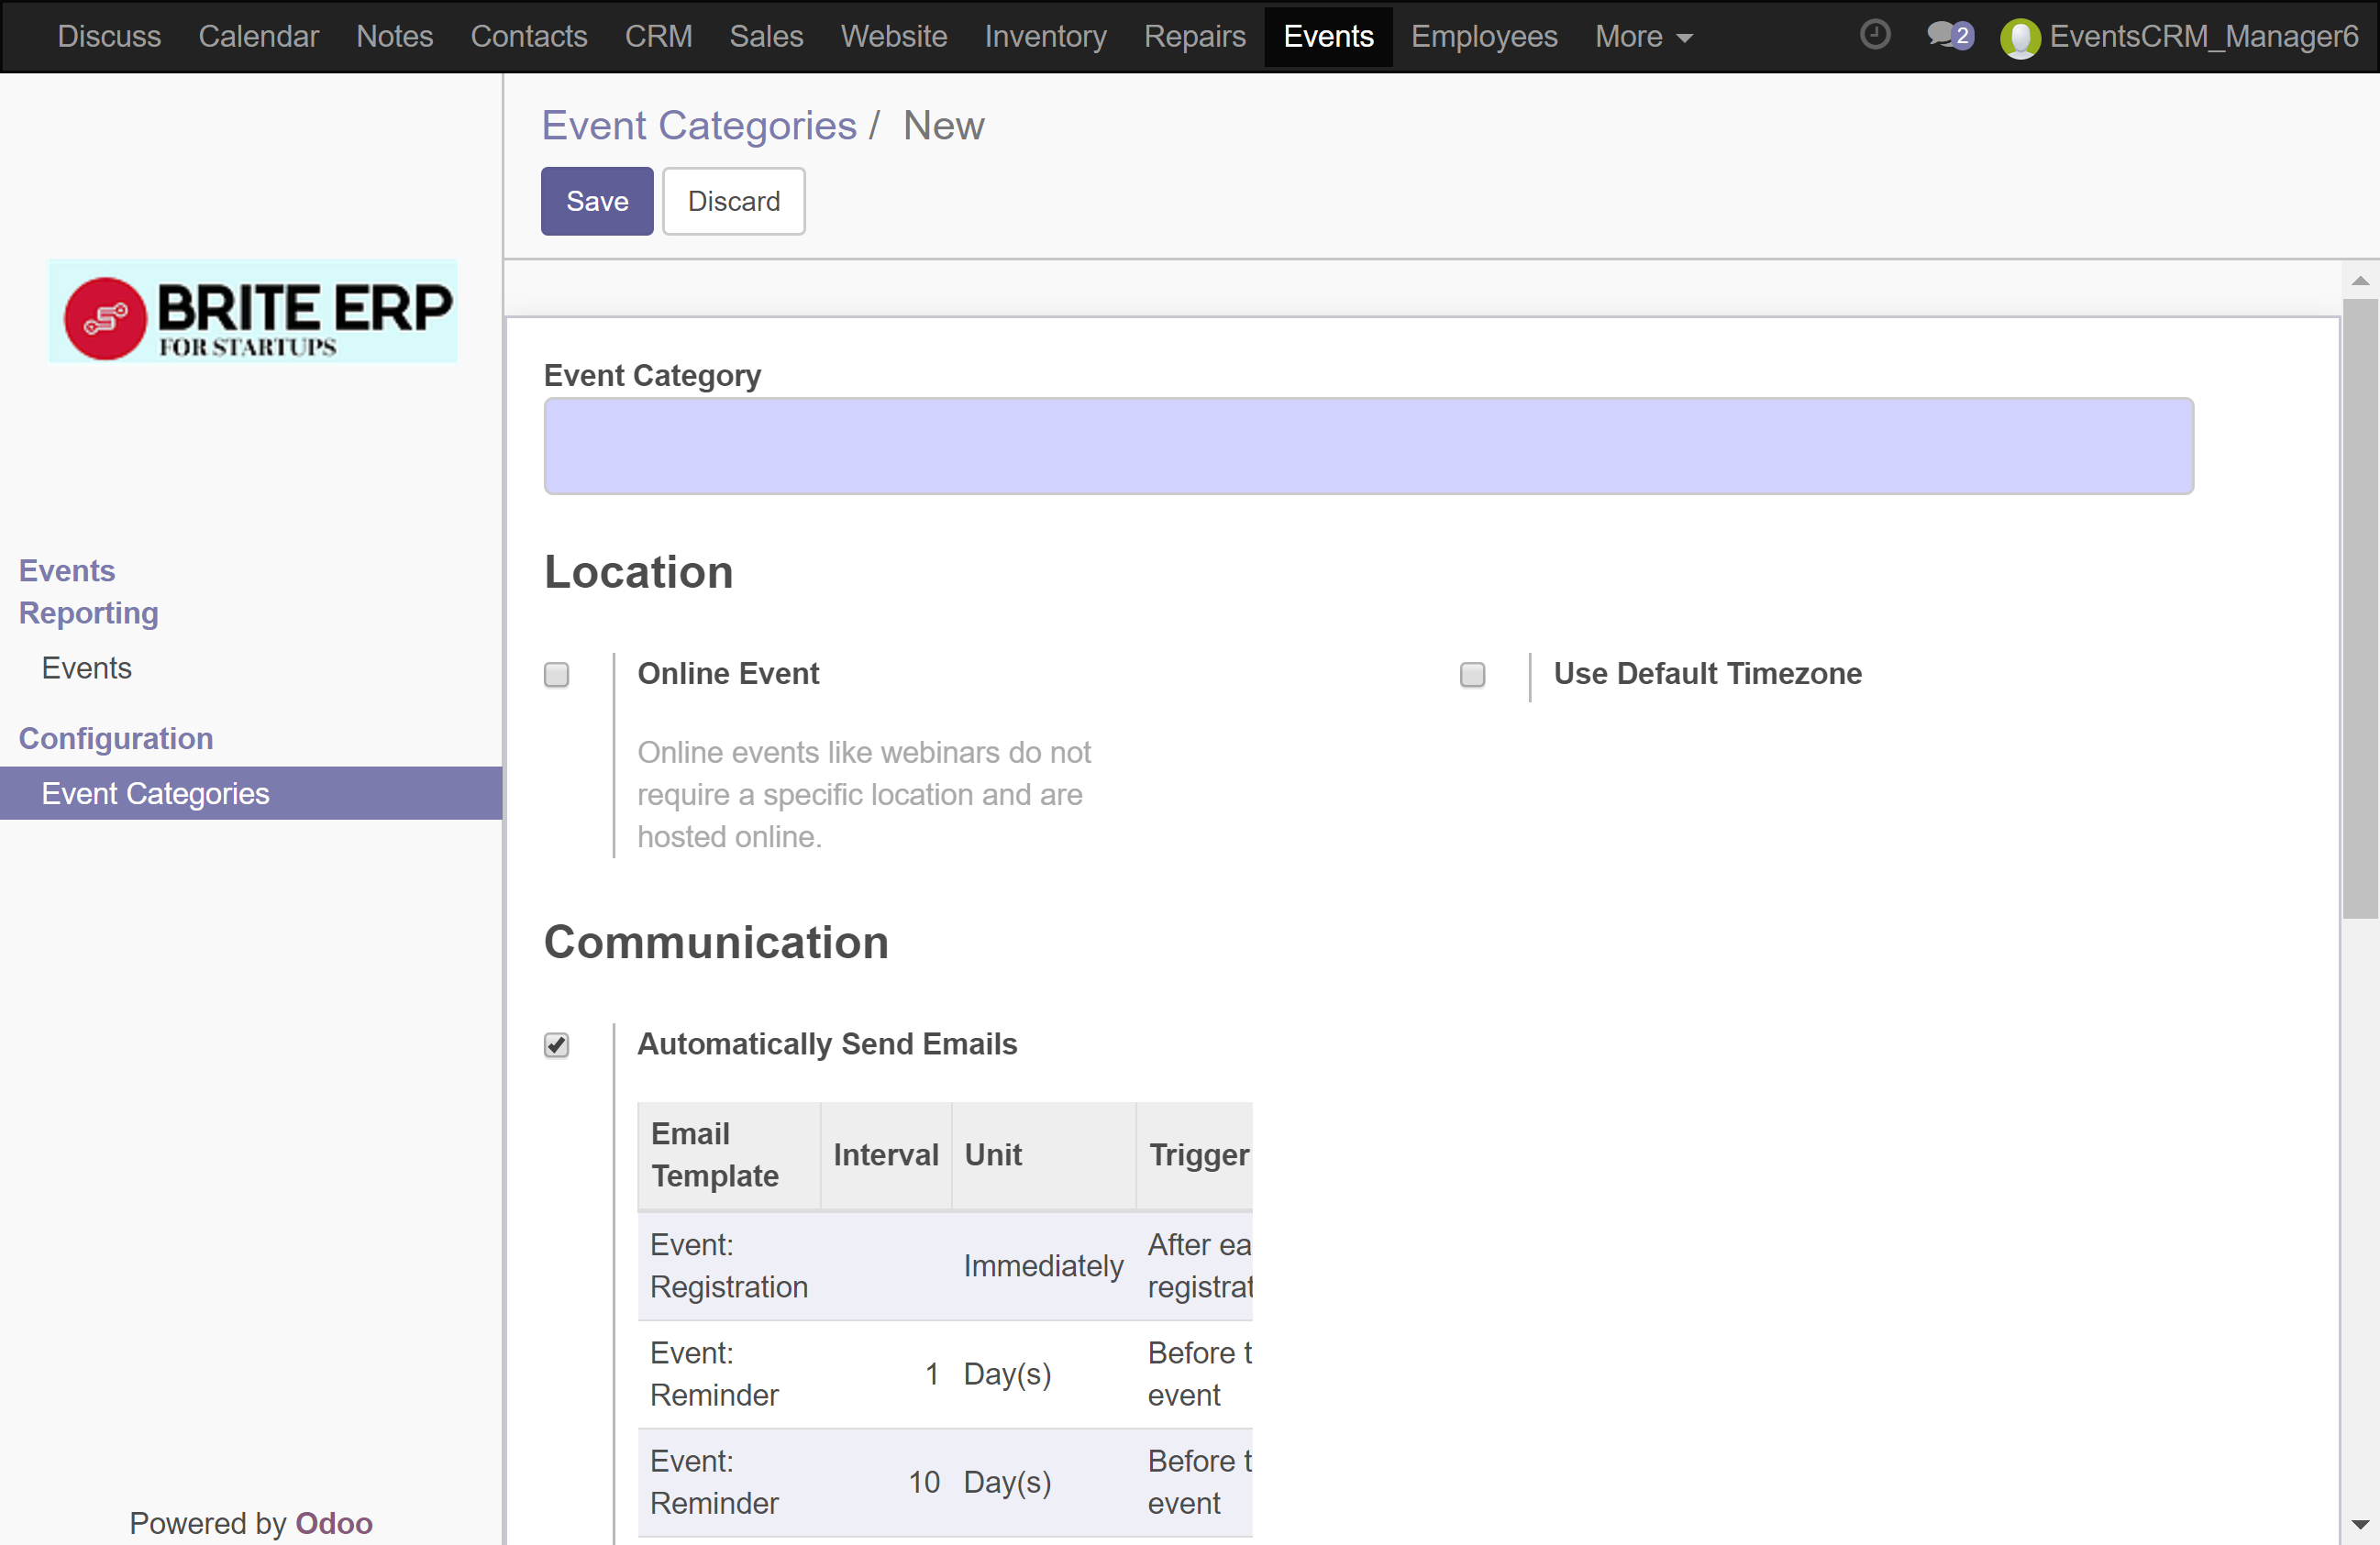 Discuss Calendar Notes Contacts CRM Sales Website Inventory Repairs Events Employees More 2 EventsCRM_Manager6
Event Categories / New
Save Discard
BRITE ERP
FOR STARTUPS
Events
Reporting
Events
Configuration
Event Categories
Powered by Odoo
Event Category
Location
Online Event
Online events like webinars do not
require a specific location and are
hosted online.
Use Default Timezone
Communication
Automatically Send Emails
Email Template Interval Unit Trigger
Event: Registration Immediately After ea registrat
Event: Reminder 1 Day(s) Before t event
Event: Reminder 10 Day(s) Before t event